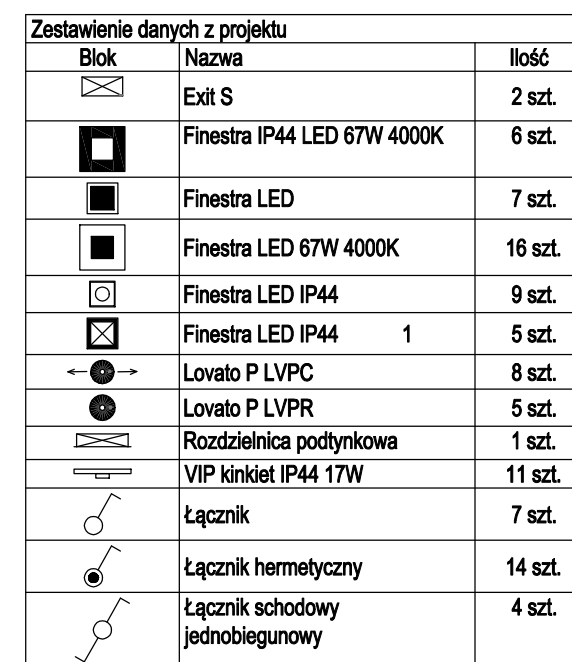 Zestawienie danych z projektu
Blok Nazwa Ilość
Exit S 2 szt.
Finestra IP44 LED 67W 4000K 6 szt.
Finestra LED 7 szt.
Finestra LED 67W 4000K 16 szt.
Finestra LED IP44 9 szt.
Finestra LED IP44 1 5 szt.
Lovato P LVPC 8 szt.
Lovato P LVPR 5 szt.
Rozdzielnica podtynkowa 1 szt.
VIP kinkiet IP44 17W 11 szt.
Łącznik 7 szt.
Łącznik hermetyczny 14 szt.
Łącznik schodowy 4 szt.
jednobiegunowy